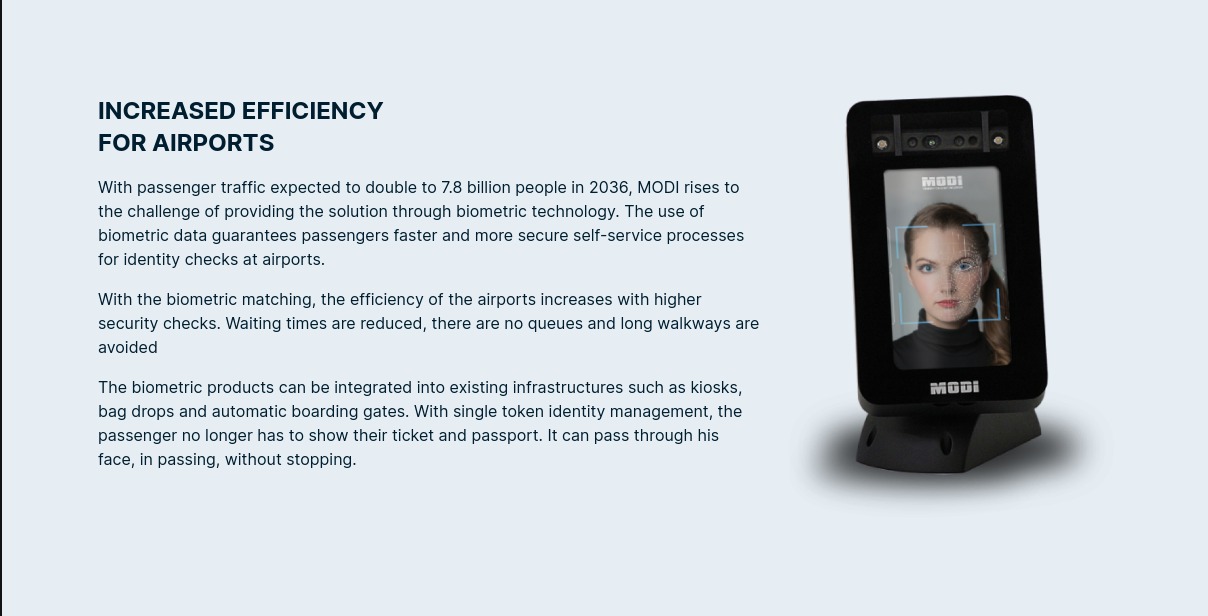 INCREASED EFFICIENCY
FOR AIRPORTS
With passenger traffic expected to double to 7.8 billion people in 2036, MODI rises to
the challenge of providing the solution through biometric technology. The use of
biometric data guarantees passengers faster and more secure self-service processes
for identity checks at airports.
With the biometric matching, the efficiency of the airports increases with higher
security checks. Waiting times are reduced, there are no queues and long walkways are
avoided
The biometric products can be integrated into existing infrastructures such as kiosks,
bag drops and automatic boarding gates. With single token identity management, the
passenger no longer has to show their ticket and passport. It can pass through his
face, in passing, without stopping.
MODI
MODI